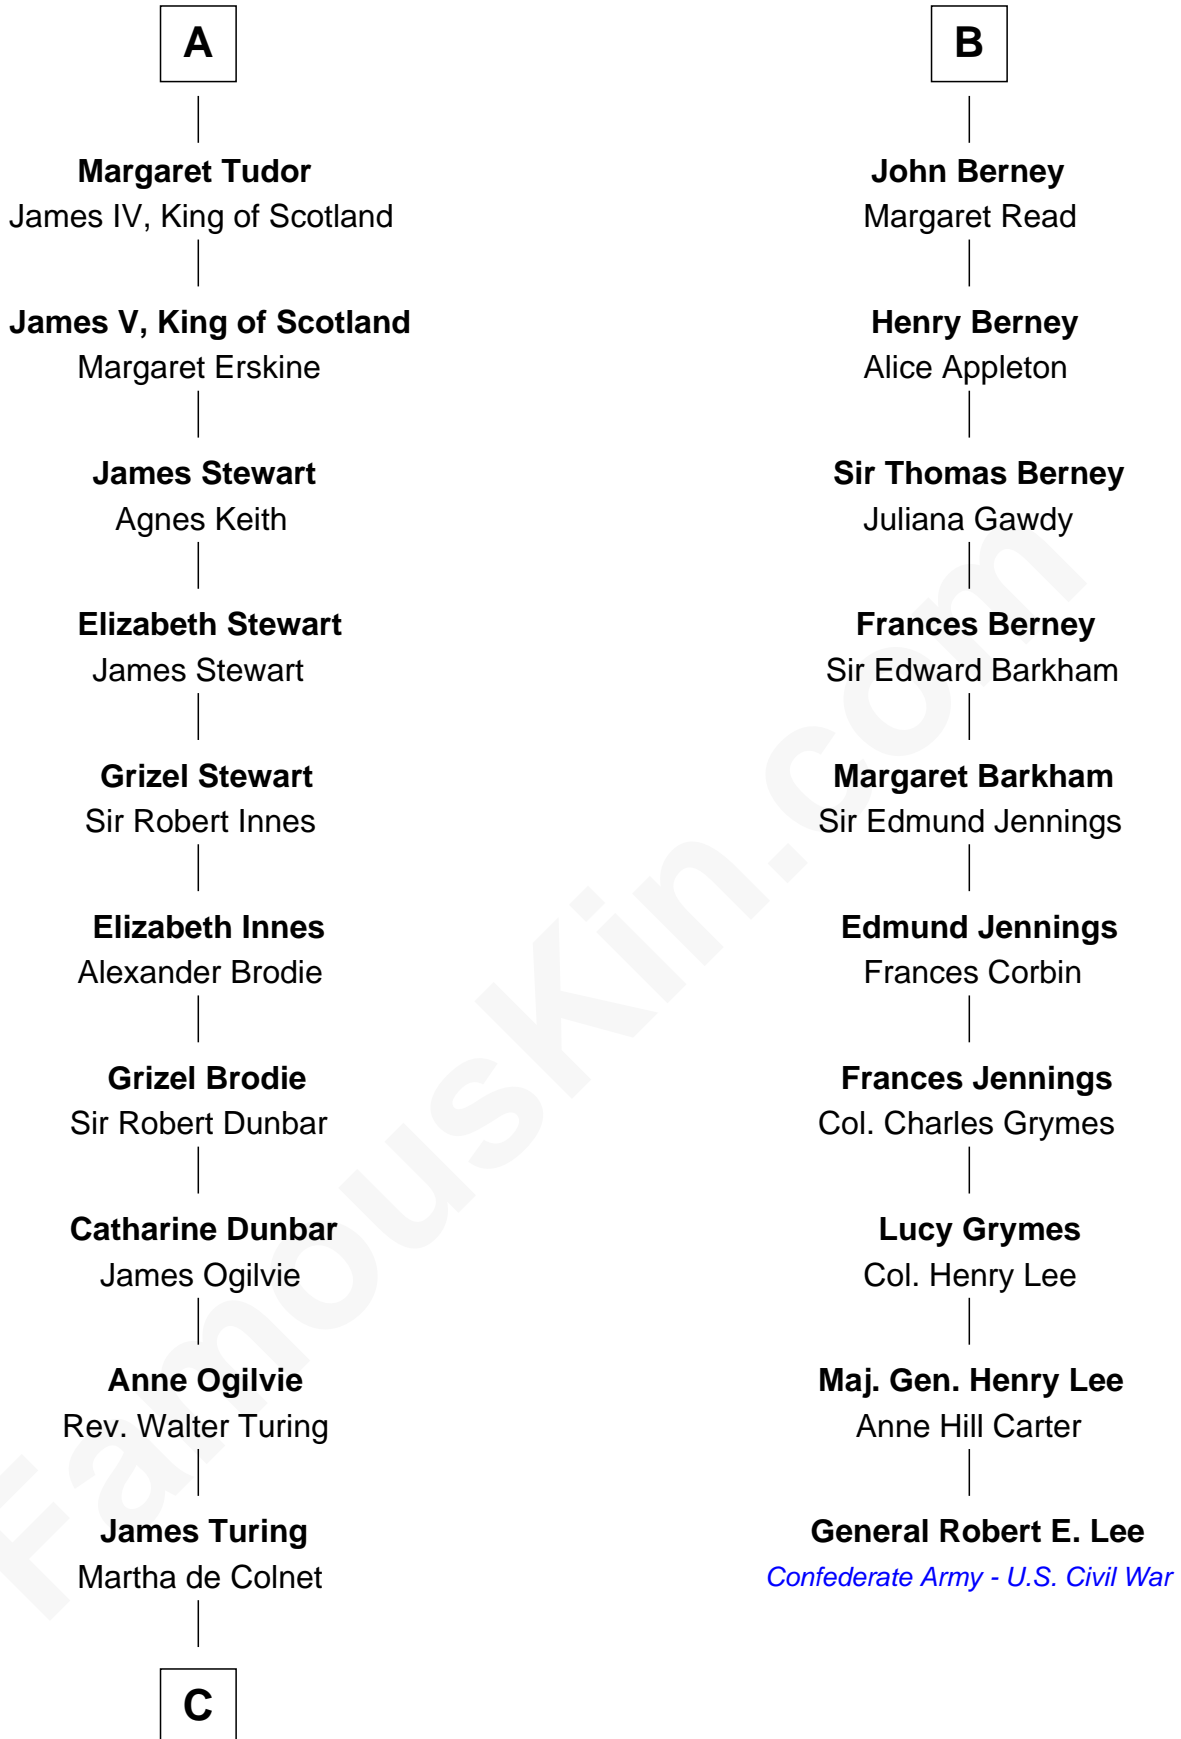 A
Margaret Tudor
James IV, King of Scotland
James V, King of Scotland
Margaret Erskine
James Stewart
Agnes Keith
Elizabeth Stewart
James Stewart
Grizel Stewart
Sir Robert Innes
Elizabeth Innes
Alexander Brodie
Grizel Brodie
Sir Robert Dunbar
Catharine Dunbar
James Ogilvie
Anne Ogilvie
Rev. Walter Turing
James Turing
Martha de Colnet
C
B
John Berney
Margaret Read
Henry Berney
Alice Appleton
Sir Thomas Berney
Juliana Gawdy
Frances Berney
Sir Edward Barkham
Margaret Barkham
Sir Edmund Jennings
Edmund Jennings
Frances Corbin
Frances Jennings
Col. Charles Grymes
Lucy Grymes
Col. Henry Lee
Maj. Gen. Henry Lee
Anne Hill Carter
General Robert E. Lee
Confederate Army - U.S. Civil War
FamousKin.com